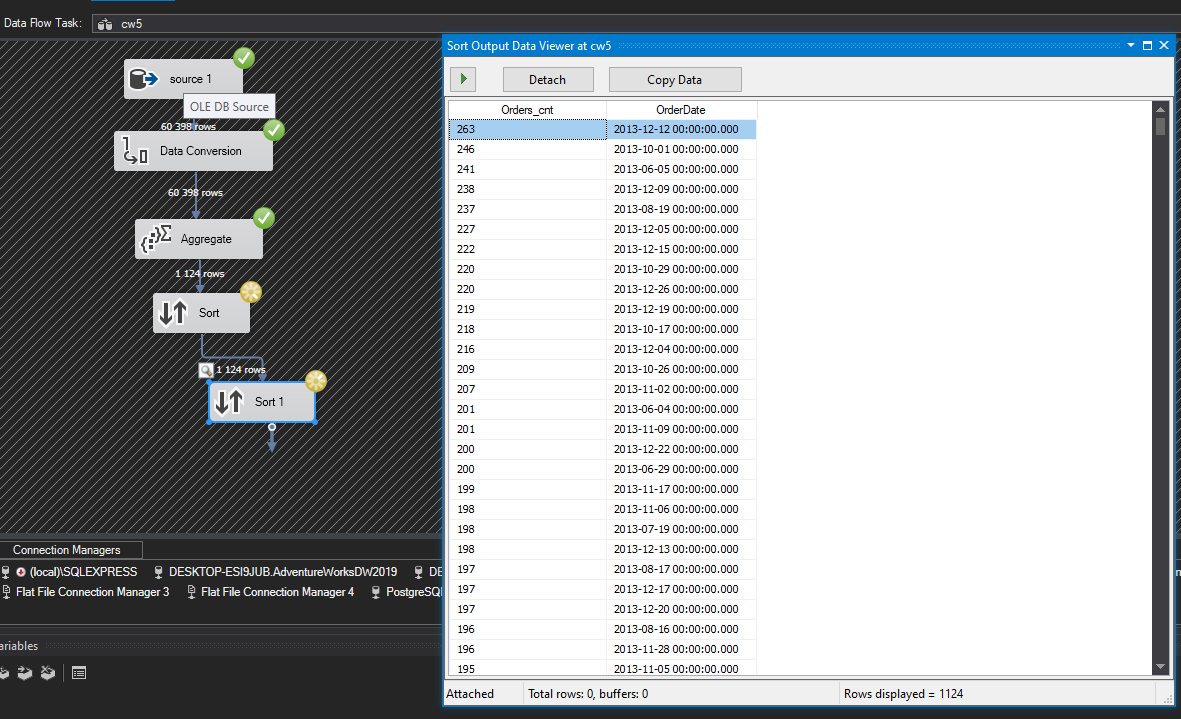 Data Flow Task: cw5
source 1
OLE DB Source
60 398 rows
Data Conversion
60 398 rows
Aggregate
1 124 rows
Sort
1 124 rows
Sort 1
Sort Output Data Viewer at cw5
Detach Copy Data
Orders_cnt OrderDate
263 2013-12-12 00:00:00.000
246 2013-10-01 00:00:00.000
241 2013-06-05 00:00:00.000
238 2013-12-09 00:00:00.000
237 2013-08-19 00:00:00.000
227 2013-12-05 00:00:00.000
222 2013-12-15 00:00:00.000
220 2013-10-29 00:00:00.000
220 2013-12-26 00:00:00.000
219 2013-12-19 00:00:00.000
218 2013-10-17 00:00:00.000
216 2013-12-04 00:00:00.000
209 2013-10-26 00:00:00.000
207 2013-11-02 00:00:00.000
201 2013-06-04 00:00:00.000
201 2013-11-09 00:00:00.000
200 2013-12-22 00:00:00.000
200 2013-06-29 00:00:00.000
199 2013-11-17 00:00:00.000
198 2013-11-06 00:00:00.000
198 2013-07-19 00:00:00.000
198 2013-12-13 00:00:00.000
197 2013-08-17 00:00:00.000
197 2013-12-17 00:00:00.000
197 2013-12-20 00:00:00.000
196 2013-08-16 00:00:00.000
196 2013-11-28 00:00:00.000
195 2013-11-05 00:00:00.000
Attached Total rows: 0, buffers: 0 Rows displayed = 1124
Connection Managers
(local)\SQLEXPRESS DESKTOP-ESI9JUB.AdventureWorksDW2019 DE
Flat File Connection Manager 3 Flat File Connection Manager 4 PostgreSQL
ariables